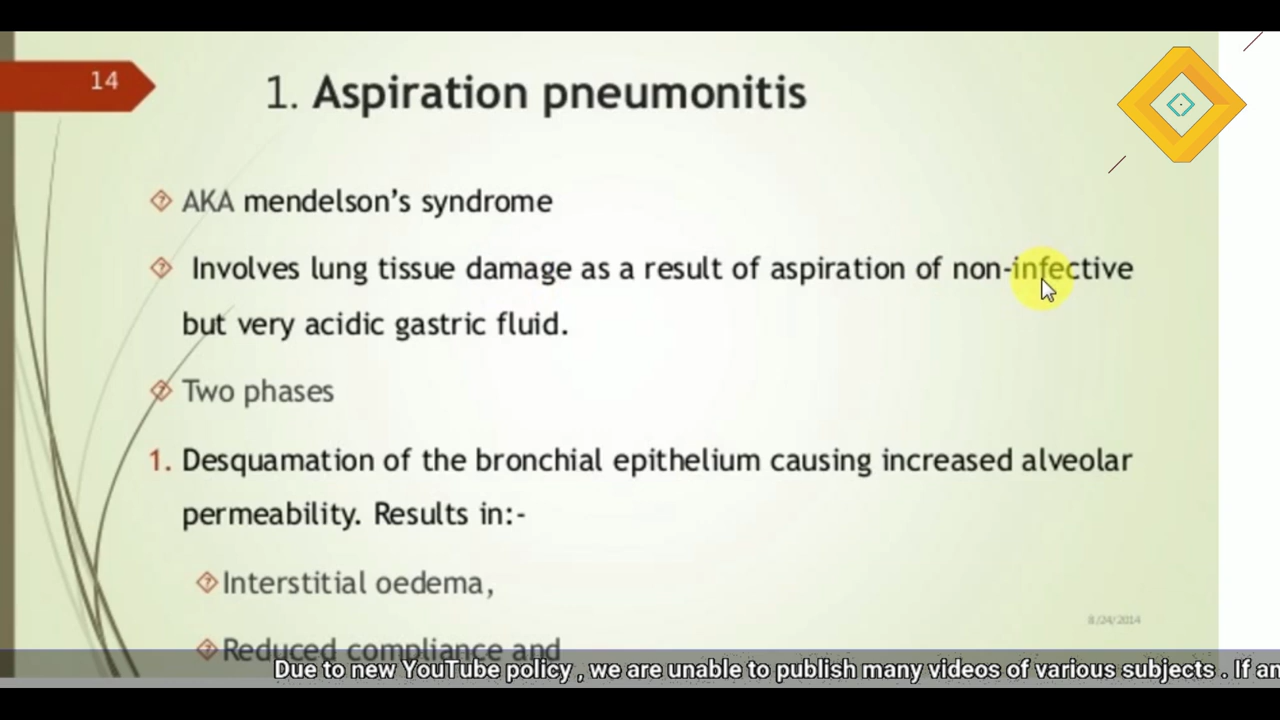 14
1. Aspiration pneumonitis
AKA mendelson's syndrome
Involves lung tissue damage as a result of aspiration of non-infective
but very acidic gastric fluid.
Two phases
1. Desquamation of the bronchial epithelium causing increased alveolar
permeability. Results in:-
Interstitial oedema,
8/24/2014
Reduced compliance and
Due to new YouTube policy , we are unable to publish many videos of various subjects . If an